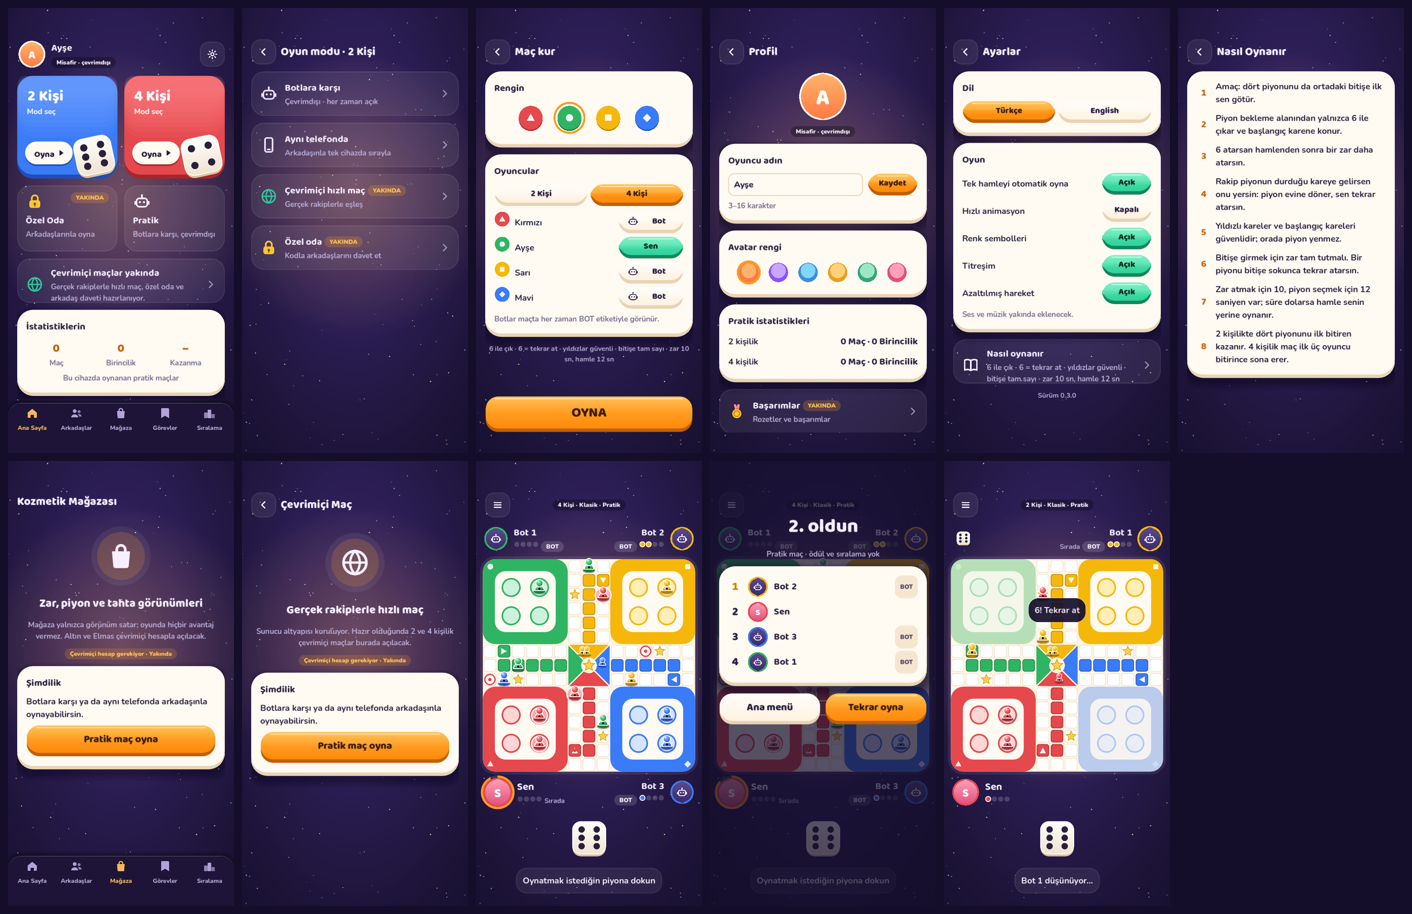 A
Ayşe
Misafir · çevrimdışı
2 Kişi
Mod seç
Oyna
4 Kişi
Mod seç
Oyna
YAKINDA
Özel Oda
Arkadaşlarınla oyna
Pratik
Botlara karşı, çevrimdışı
Çevrimiçi maçlar yakında
Gerçek rakiplerle hızlı maç, özel oda ve
arkadaş daveti hazırlanıyor.
İstatistiklerin
0
0
–
Maç
Birincilik
Kazanma
Bu cihazda oynanan pratik maçlar
Ana Sayfa
Arkadaşlar
Mağaza
Görevler
Sıralama
Oyun modu · 2 Kişi
Botlara karşı
Çevrimdışı · her zaman açık
Aynı telefonda
Arkadaşınla tek cihazda sırayla
Çevrimiçi hızlı maç YAKINDA
Gerçek rakiplerle eşleş
Özel oda YAKINDA
Kodla arkadaşlarını davet et
Maç kur
Rengin
Oyuncular
2 Kişi
4 Kişi
Kırmızı
Bot
Ayşe
Sen
Sarı
Bot
Mavi
Bot
Botlar maçta her zaman BOT etiketiyle görünür.
6 ile çık · 6 = tekrar at · yıldızlar güvenli · bitişe tam sayı · zar 10
sn, hamle 12 sn
OYNA
Profil
A
Misafir · çevrimdışı
Oyuncu adın
Ayşe
Kaydet
3–16 karakter
Avatar rengi
Pratik istatistikleri
2 kişilik
0 Maç · 0 Birincilik
4 kişilik
0 Maç · 0 Birincilik
Başarımlar YAKINDA
Rozetler ve başarımlar
Ayarlar
Dil
Türkçe
English
Oyun
Tek hamleyi otomatik oyna
Açık
Hızlı animasyon
Kapalı
Renk sembolleri
Açık
Titreşim
Açık
Azaltılmış hareket
Açık
Ses ve müzik yakında eklenecek.
Nasıl oynanır
6 ile çık · 6 = tekrar at · yıldızlar güvenli ·
bitişe tam sayı · zar 10 sn, hamle 12 sn
Sürüm 0.3.0
Nasıl Oynanır
1
Amaç: dört piyonunu da ortadaki bitişe ilk
sen götür.
2
Piyon bekleme alanından yalnızca 6 ile
çıkar ve başlangıç karene konur.
3
6 atarsan hamlenden sonra bir zar daha
atarsın.
4
Rakip piyonun durduğu kareye gelirsen
onu yersin: piyon evine döner, sen tekrar
atarsın.
5
Yıldızlı kareler ve başlangıç kareleri
güvenlidir; orada piyon yenmez.
6
Bitişe girmek için zar tam tutmalı. Bir
piyonu bitişe sokunca tekrar atarsın.
7
Zar atmak için 10, piyon seçmek için 12
saniyen var; süre dolarsa hamle senin
yerine oynanır.
8
2 kişilikte dört piyonunu ilk bitiren
kazanır. 4 kişilik maç ilk üç oyuncu
bitirince sona erer.
Kozmetik Mağazası
Zar, piyon ve tahta görünümleri
Mağaza yalnızca görünüm satar; oyunda hiçbir avantaj
vermez. Altın ve Elmas çevrimiçi hesapla açılacak.
Çevrimiçi hesap gerekiyor · Yakında
Şimdilik
Botlara karşı ya da aynı telefonda arkadaşınla
oynayabilirsin.
Pratik maç oyna
Ana Sayfa
Arkadaşlar
Mağaza
Görevler
Sıralama
Çevrimiçi Maç
Gerçek rakiplerle hızlı maç
Sunucu altyapısı kuruluyor. Hazır olduğunda 2 ve 4 kişilik
çevrimiçi maçlar burada açılacak.
Çevrimiçi hesap gerekiyor · Yakında
Şimdilik
Botlara karşı ya da aynı telefonda arkadaşınla
oynayabilirsin.
Pratik maç oyna
4 Kişi · Klasik · Pratik
Bot 1
BOT
Bot 2
BOT
S
Sen
Sırada
Bot 3
BOT
Oynatmak istediğin piyona dokun
4 Kişi · Klasik · Pratik
2. oldun
Bot 1
BOT
Bot 2
BOT
Pratik maç · ödül ve sıralama yok
1
Bot 2
BOT
2
S
Sen
3
Bot 3
BOT
4
Bot 1
BOT
Ana menü
Tekrar oyna
S
Sen
Sırada
Bot 3
BOT
Oynatmak istediğin piyona dokun
2 Kişi · Klasik · Pratik
Bot 1
Sırada
BOT
6! Tekrar at
S
Sen
Bot 1 düşünüyor...